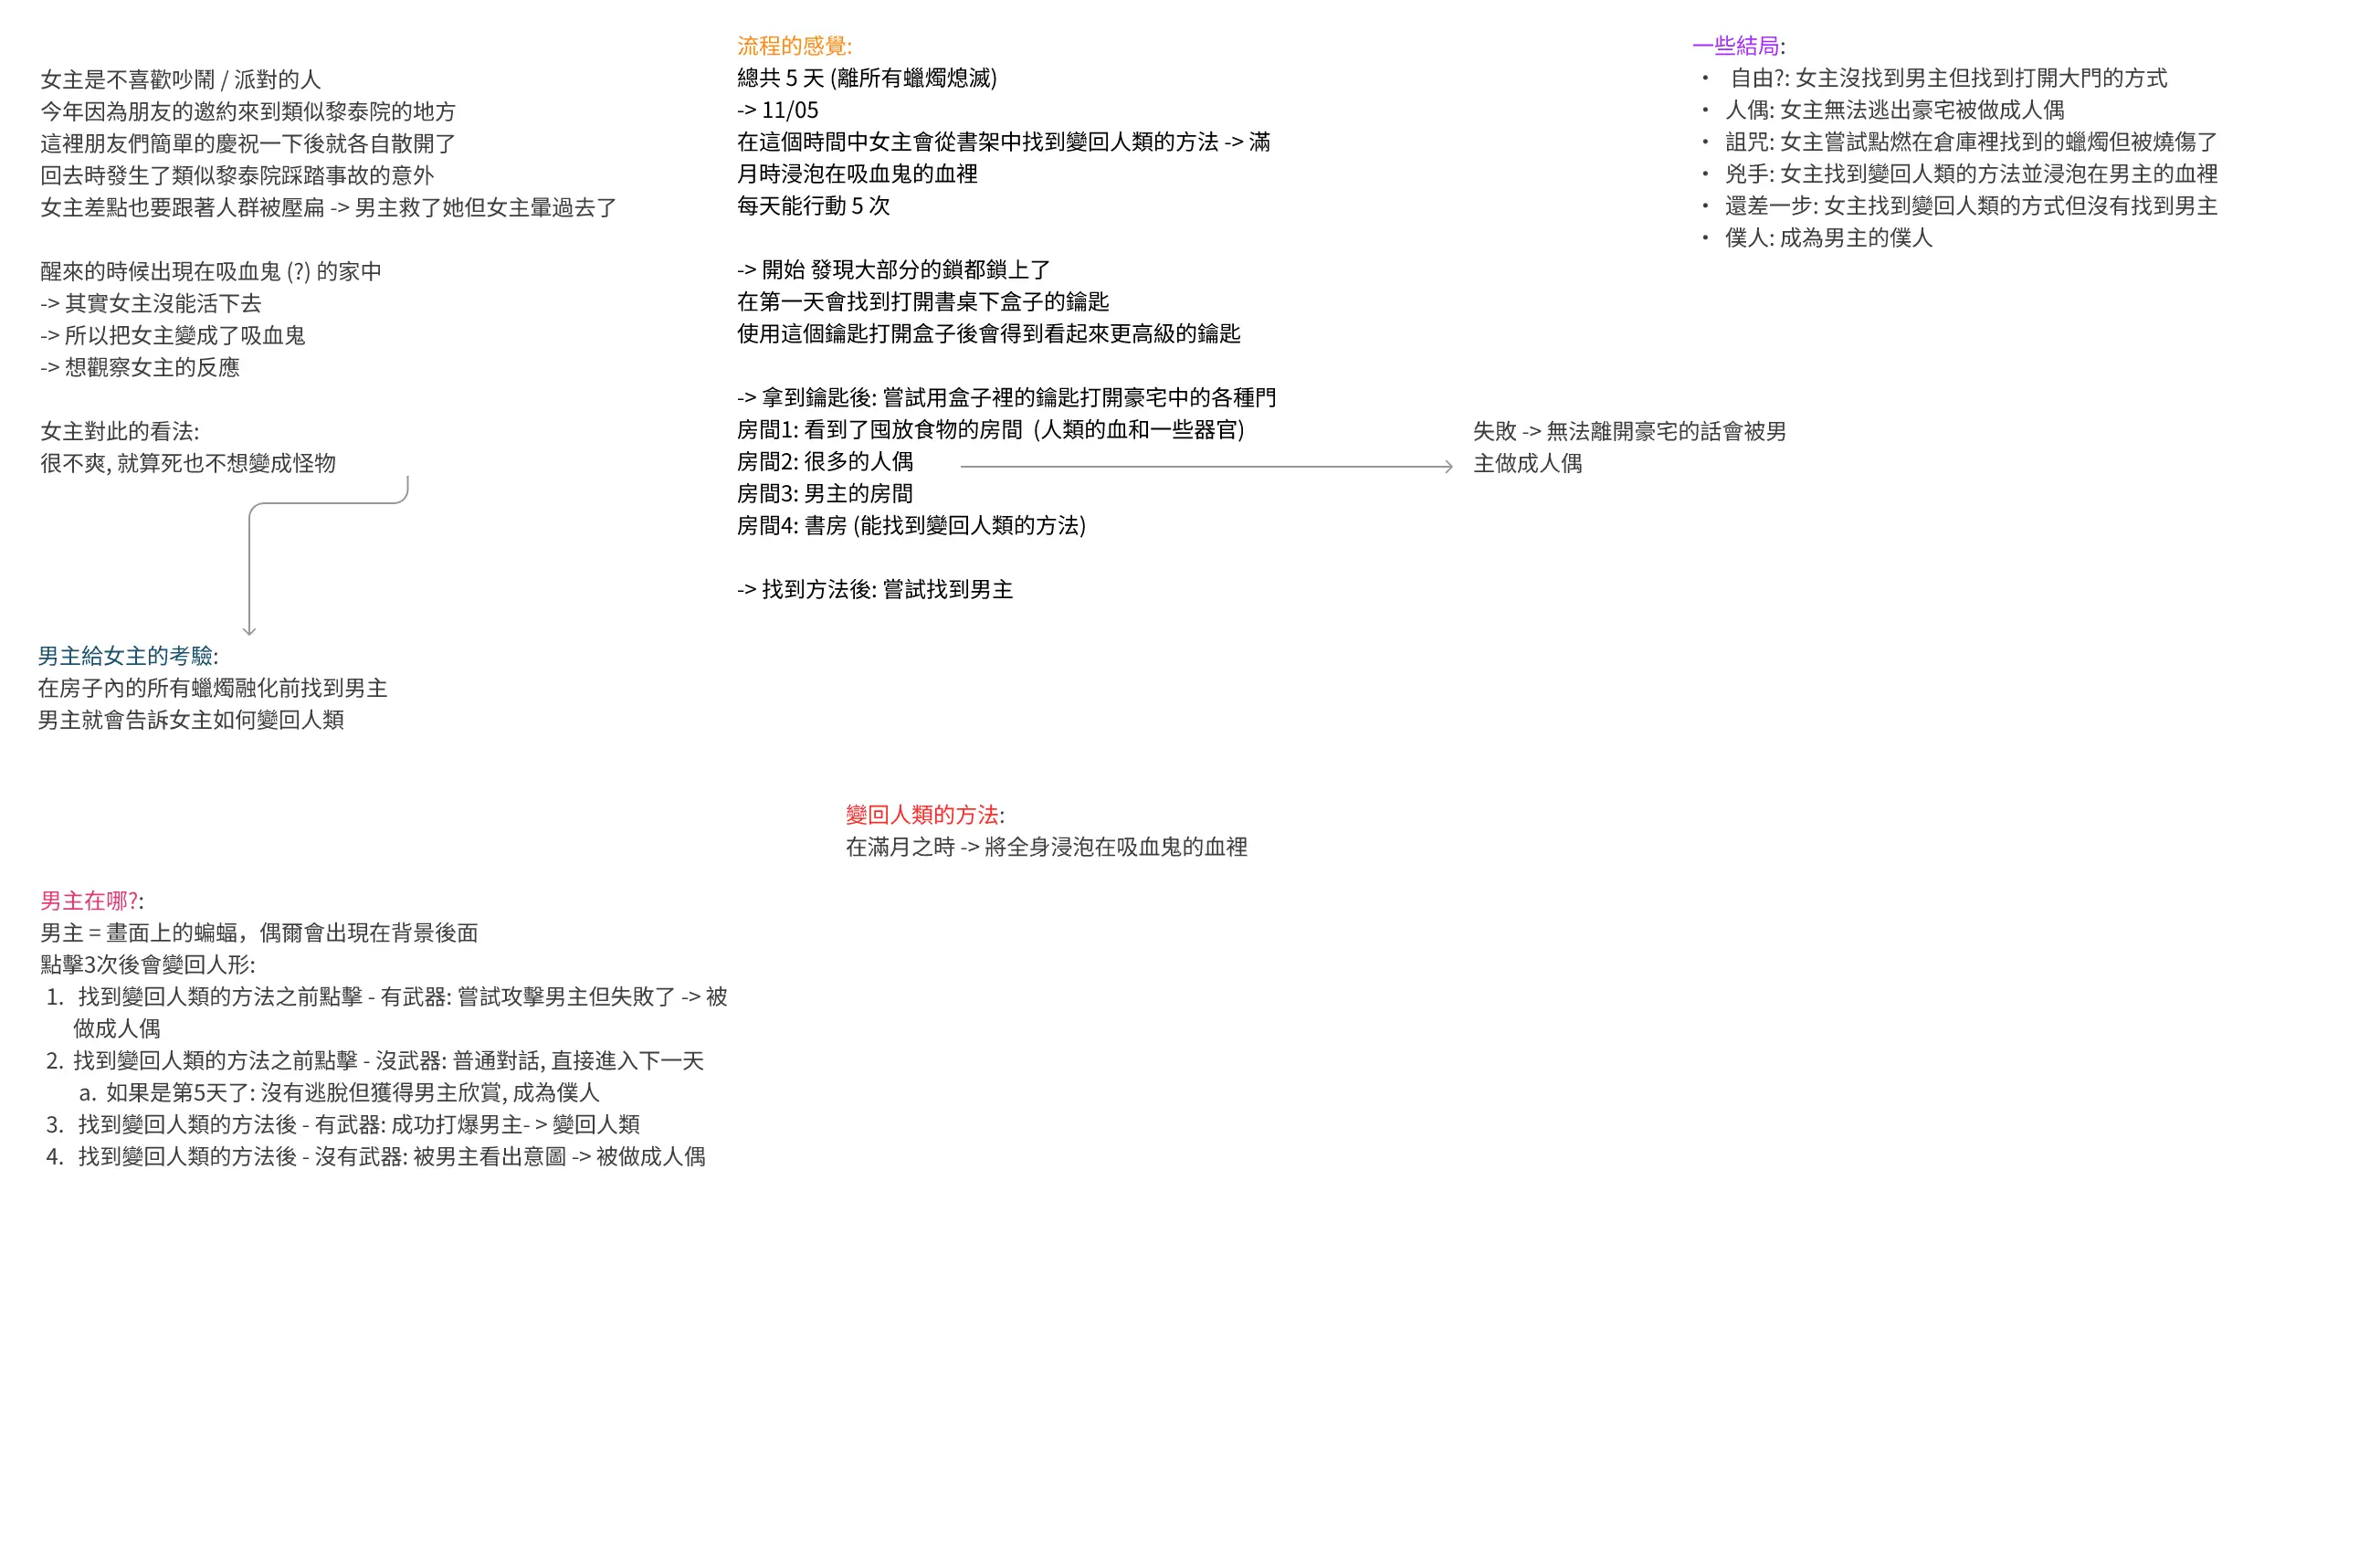 女主是不喜歡吵鬧 / 派對的人
今年因為朋友的邀約來到類似黎泰院的地方
這裡朋友們簡單的慶祝一下後就各自散開了
回去時發生了類似黎泰院踩踏事故的意外
女主差點也要跟著人群被壓扁 -> 男主救了她但女主暈過去了
醒來的時候出現在吸血鬼 (?) 的家中
-> 其實女主沒能活下去
-> 所以把女主變成了吸血鬼
-> 想觀察女主的反應
女主對此的看法:
很不爽, 就算死也不想變成怪物
男主給女主的考驗:
在房子內的所有蠟燭融化前找到男主
男主就會告訴女主如何變回人類
流程的感覺:
總共 5 天 (離所有蠟燭熄滅)
-> 11/05
在這個時間中女主會從書架中找到變回人類的方法 -> 滿
月時浸泡在吸血鬼的血裡
每天能行動 5 次
-> 開始 發現大部分的鎖都鎖上了
在第一天會找到打開書桌下盒子的鑰匙
使用這個鑰匙打開盒子後會得到看起來更高級的鑰匙
-> 拿到鑰匙後: 嘗試用盒子裡的鑰匙打開豪宅中的各種門
房間1: 看到了囤放食物的房間 (人類的血和一些器官)
房間2: 很多的人偶
房間3: 男主的房間
房間4: 書房 (能找到變回人類的方法)
-> 找到方法後: 嘗試找到男主
失敗 -> 無法離開豪宅的話會被男
主做成人偶
一些結局:
• 自由?: 女主沒找到男主但找到打開大門的方式
• 人偶: 女主無法逃出豪宅被做成人偶
• 詛咒: 女主嘗試點燃在倉庫裡找到的蠟燭但被燒傷了
• 兇手: 女主找到變回人類的方法並浸泡在男主的血裡
• 還差一步: 女主找到變回人類的方式但沒有找到男主
• 僕人: 成為男主的僕人
變回人類的方法:
在滿月之時 -> 將全身浸泡在吸血鬼的血裡
男主在哪?:
男主 = 畫面上的蝙蝠，偶爾會出現在背景後面
點擊3次後會變回人形:
1. 找到變回人類的方法之前點擊 - 有武器: 嘗試攻擊男主但失敗了 -> 被
做成人偶
2. 找到變回人類的方法之前點擊 - 沒武器: 普通對話, 直接進入下一天
a. 如果是第5天了: 沒有逃脫但獲得男主欣賞, 成為僕人
3. 找到變回人類的方法後 - 有武器: 成功打爆男主- > 變回人類
4. 找到變回人類的方法後 - 沒有武器: 被男主看出意圖 -> 被做成人偶